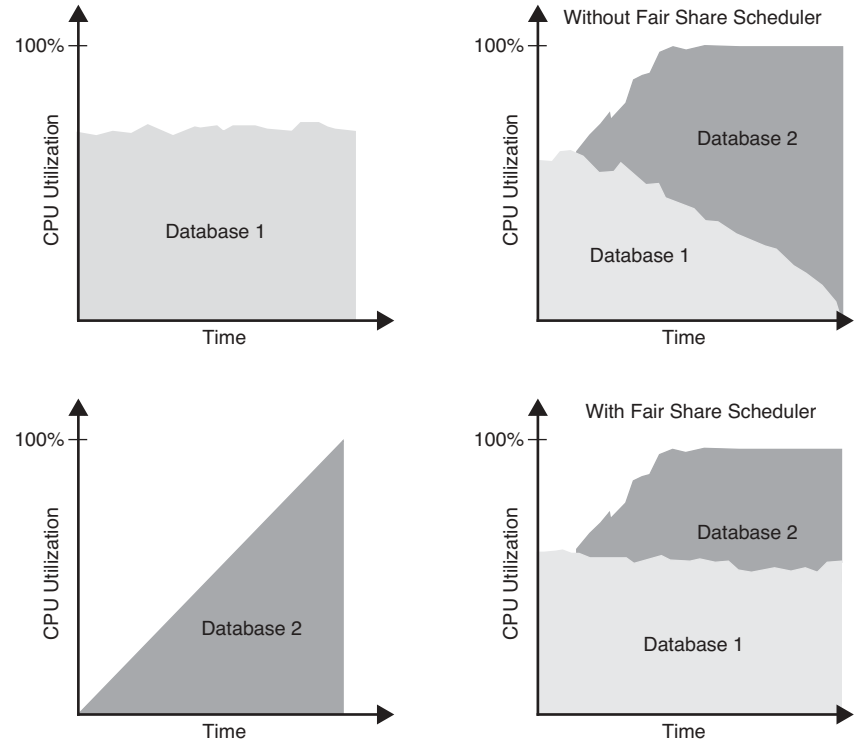 100%
CPU Utilization
Database 1
Time
Without Fair Share Scheduler
100%
CPU Utilization
Database 2
Database 1
Time
100%
CPU Utilization
Database 2
Time
With Fair Share Scheduler
100%
CPU Utilization
Database 2
Database 1
Time